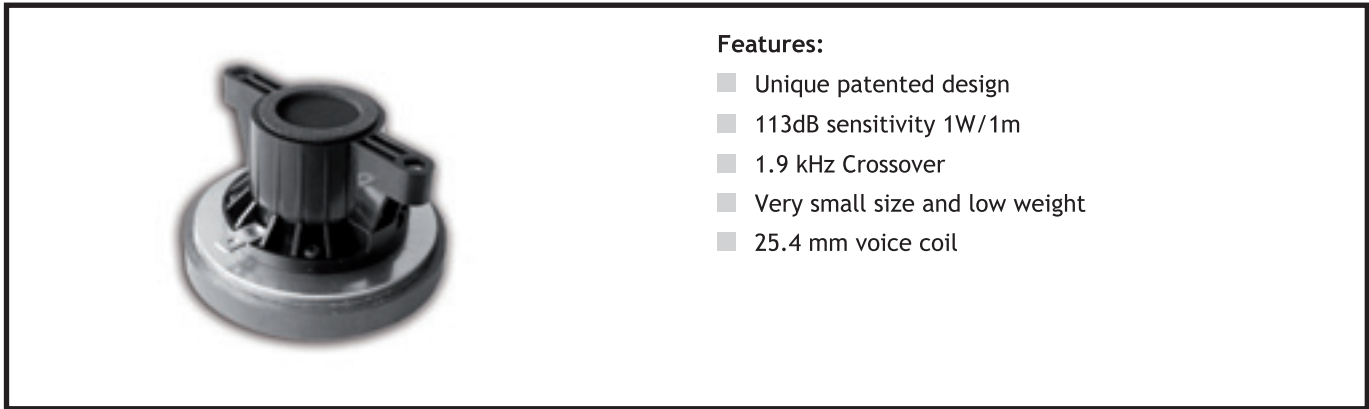 Features:
Unique patented design
113dB sensitivity 1W/1m
1.9 kHz Crossover
Very small size and low weight
25.4 mm voice coil